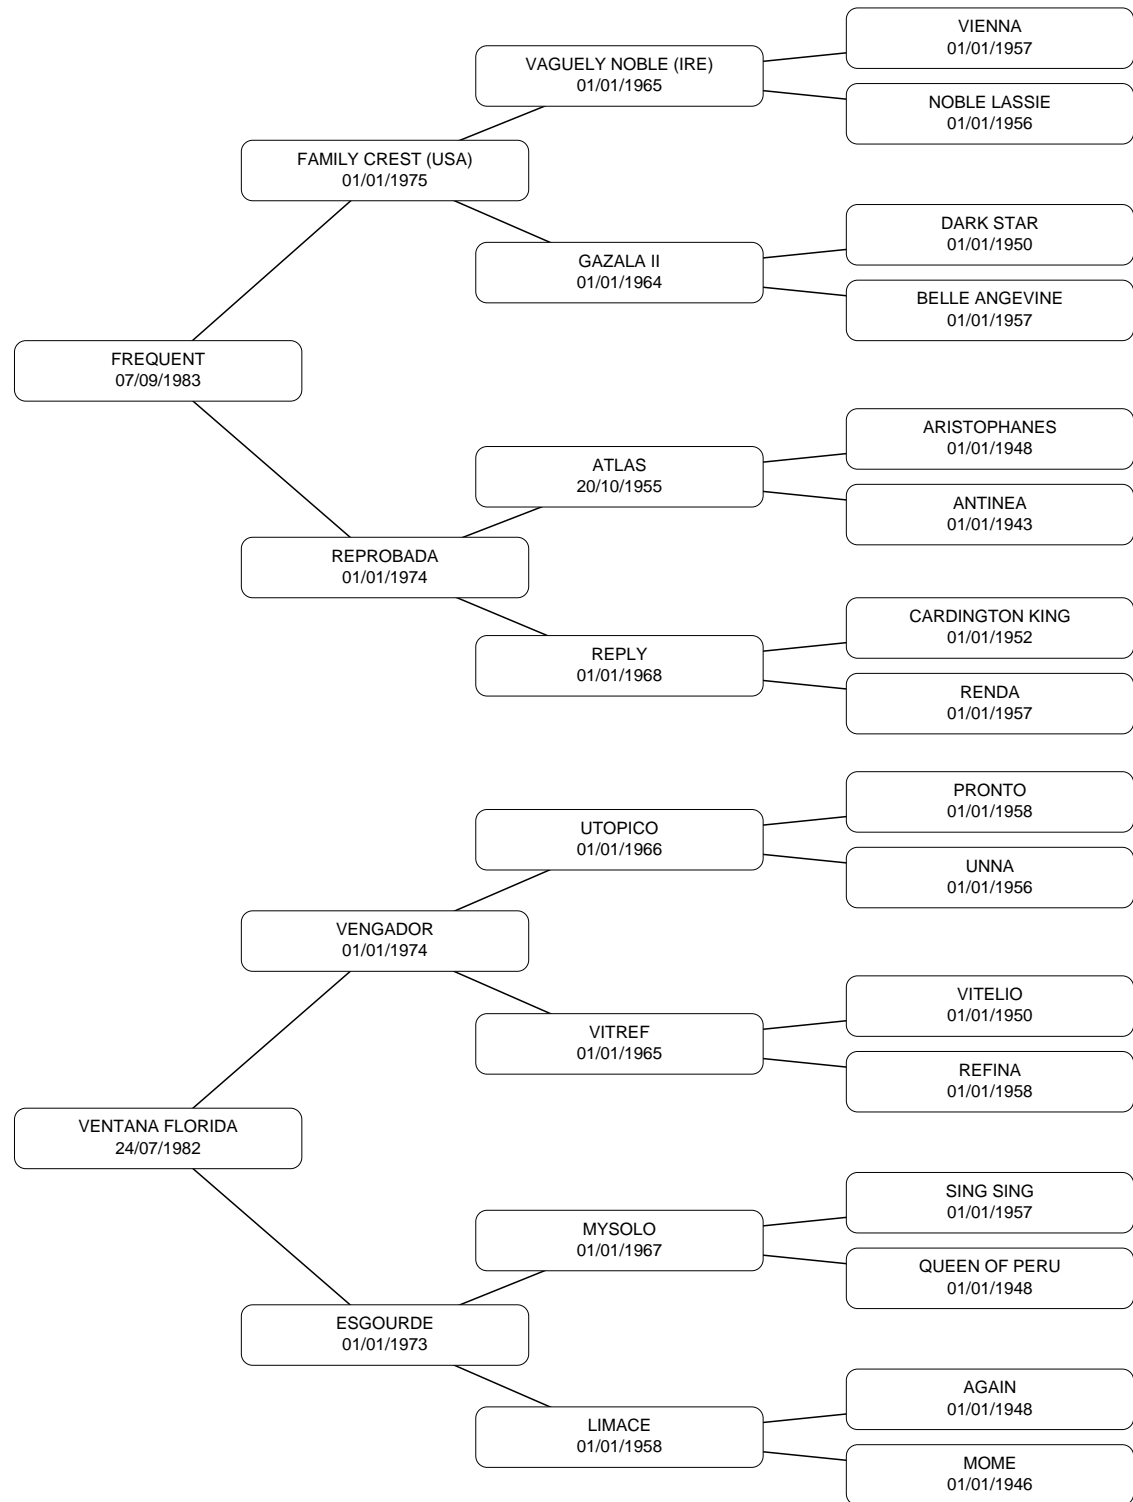 VIENNA
01/01/1957
VAGUELY NOBLE (IRE)
01/01/1965
NOBLE LASSIE
01/01/1956
FAMILY CREST (USA)
01/01/1975
DARK STAR
01/01/1950
GAZALA II
01/01/1964
BELLE ANGEVINE
01/01/1957
FREQUENT
07/09/1983
ARISTOPHANES
01/01/1948
ATLAS
20/10/1955
ANTINEA
01/01/1943
REPROBADA
01/01/1974
CARDINGTON KING
01/01/1952
REPLY
01/01/1968
RENDA
01/01/1957
PRONTO
01/01/1958
UTOPICO
01/01/1966
UNNA
01/01/1956
VENGADOR
01/01/1974
VITELIO
01/01/1950
VITREF
01/01/1965
REFINA
01/01/1958
VENTANA FLORIDA
24/07/1982
SING SING
01/01/1957
MYSOLO
01/01/1967
QUEEN OF PERU
01/01/1948
ESGOURDE
01/01/1973
AGAIN
01/01/1948
LIMACE
01/01/1958
MOME
01/01/1946